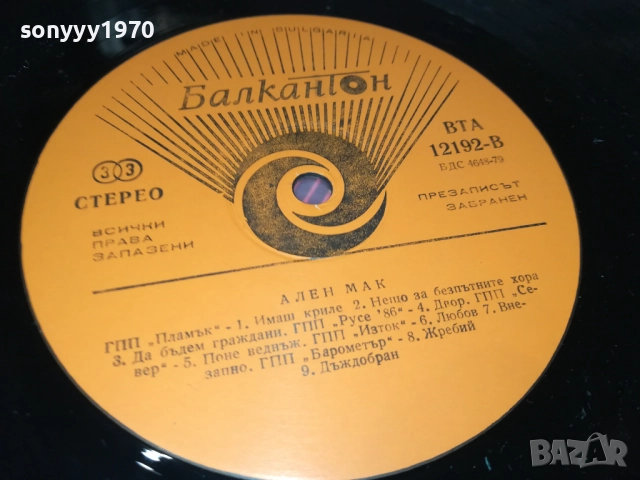 sonyyy1970
MADE IN BULGARIA
Балкантон
ВТА
12192-В
БДС 4648-79
33 33
СТЕРЕО
ВСИЧКИ
ПРАВА
ЗАПАЗЕНИ
ПРЕЗАПИСЪТ
ЗАБРАНЕН
АЛЕН МАК
ГПП „Пламък" - 1. Имаш криле 2. Нещо за безпътните хора
3. Да бъдем граждани. ГПП „Русе '86" - 4. Двор. ГПП „Се-
вер" - 5. Поне веднъж. ГПП „Изток" - 6. Любов 7. Вне-
запно. ГПП „Барометър" - 8. Жребий
9. Дъждобран
BAZAR